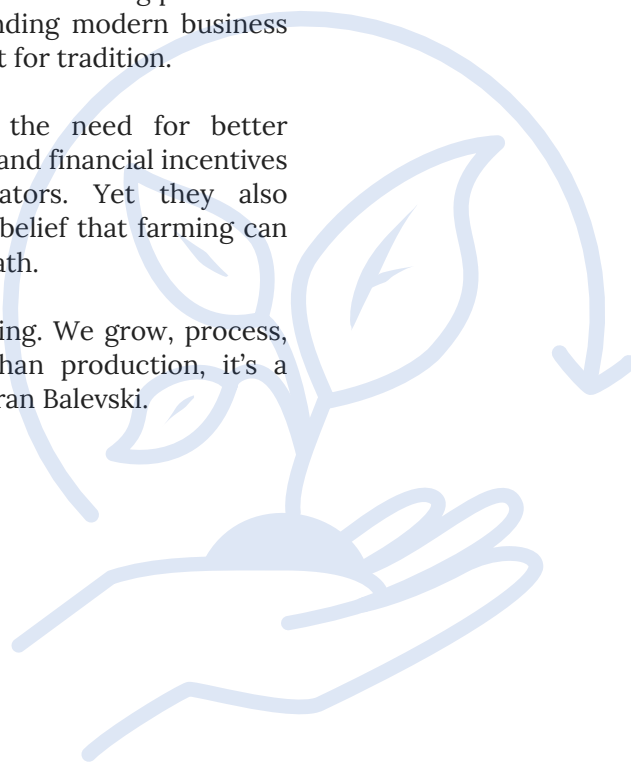 nding modern business
t for tradition.
the need for better
and financial incentives
ators. Yet they also
belief that farming can
ath.
ing. We grow, process,
han production, it’s a
ran Balevski.